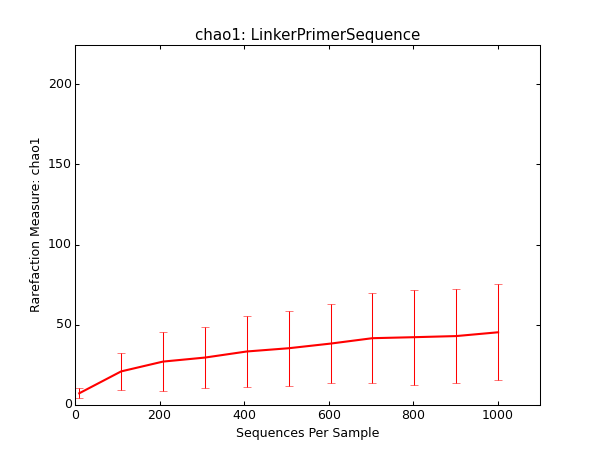 chao1: LinkerPrimerSequence
Rarefaction Measure: chao1
200
150
100
50
0
0 200 400 600 800 1000
Sequences Per Sample